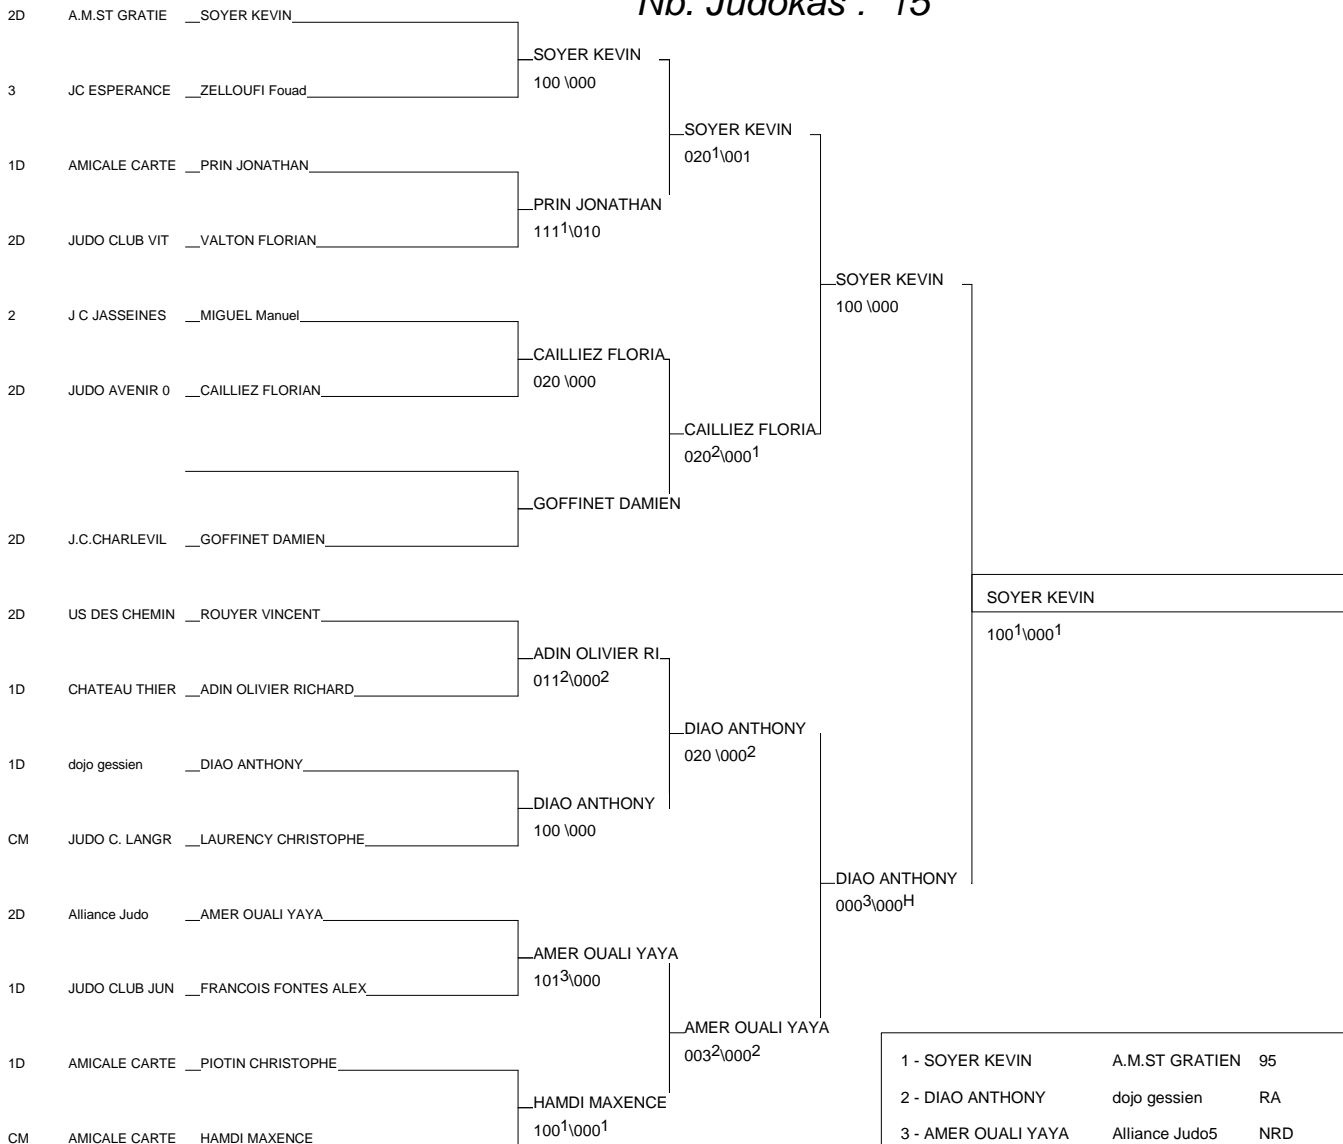 Nb. Judokas : 15
2D A.M.ST GRATIE SOYER KEVIN
SOYER KEVIN
100 \000
3 JC ESPERANCE ZELLOUFI Fouad
SOYER KEVIN
020¹\001
1D AMICALE CARTE PRIN JONATHAN
PRIN JONATHAN
111¹\010
2D JUDO CLUB VIT VALTON FLORIAN
SOYER KEVIN
100 \000
2 J C JASSEINES MIGUEL Manuel
CAILLIEZ FLORIA
020 \000
2D JUDO AVENIR 0 CAILLIEZ FLORIAN
CAILLIEZ FLORIA
020²\000¹
GOFFINET DAMIEN
2D J.C.CHARLEVIL GOFFINET DAMIEN
SOYER KEVIN
100¹\000¹
2D US DES CHEMIN ROUYER VINCENT
ADIN OLIVIER RI
011²\000²
1D CHATEAU THIER ADIN OLIVIER RICHARD
DIAO ANTHONY
020 \000²
1D dojo gessien DIAO ANTHONY
DIAO ANTHONY
100 \000
CM JUDO C. LANGR LAURENCY CHRISTOPHE
DIAO ANTHONY
000³\000ᴴ
2D Alliance Judo AMER OUALI YAYA
AMER OUALI YAYA
101³\000
1D JUDO CLUB JUN FRANCOIS FONTES ALEX
AMER OUALI YAYA
003²\000²
1D AMICALE CARTE PIOTIN CHRISTOPHE
HAMDI MAXENCE
100¹\000¹
CM AMICALE CARTE HAMDI MAXENCE
1 - SOYER KEVIN A.M.ST GRATIEN 95
2 - DIAO ANTHONY dojo gessien RA
3 - AMER OUALI YAYA Alliance Judo5 NRD